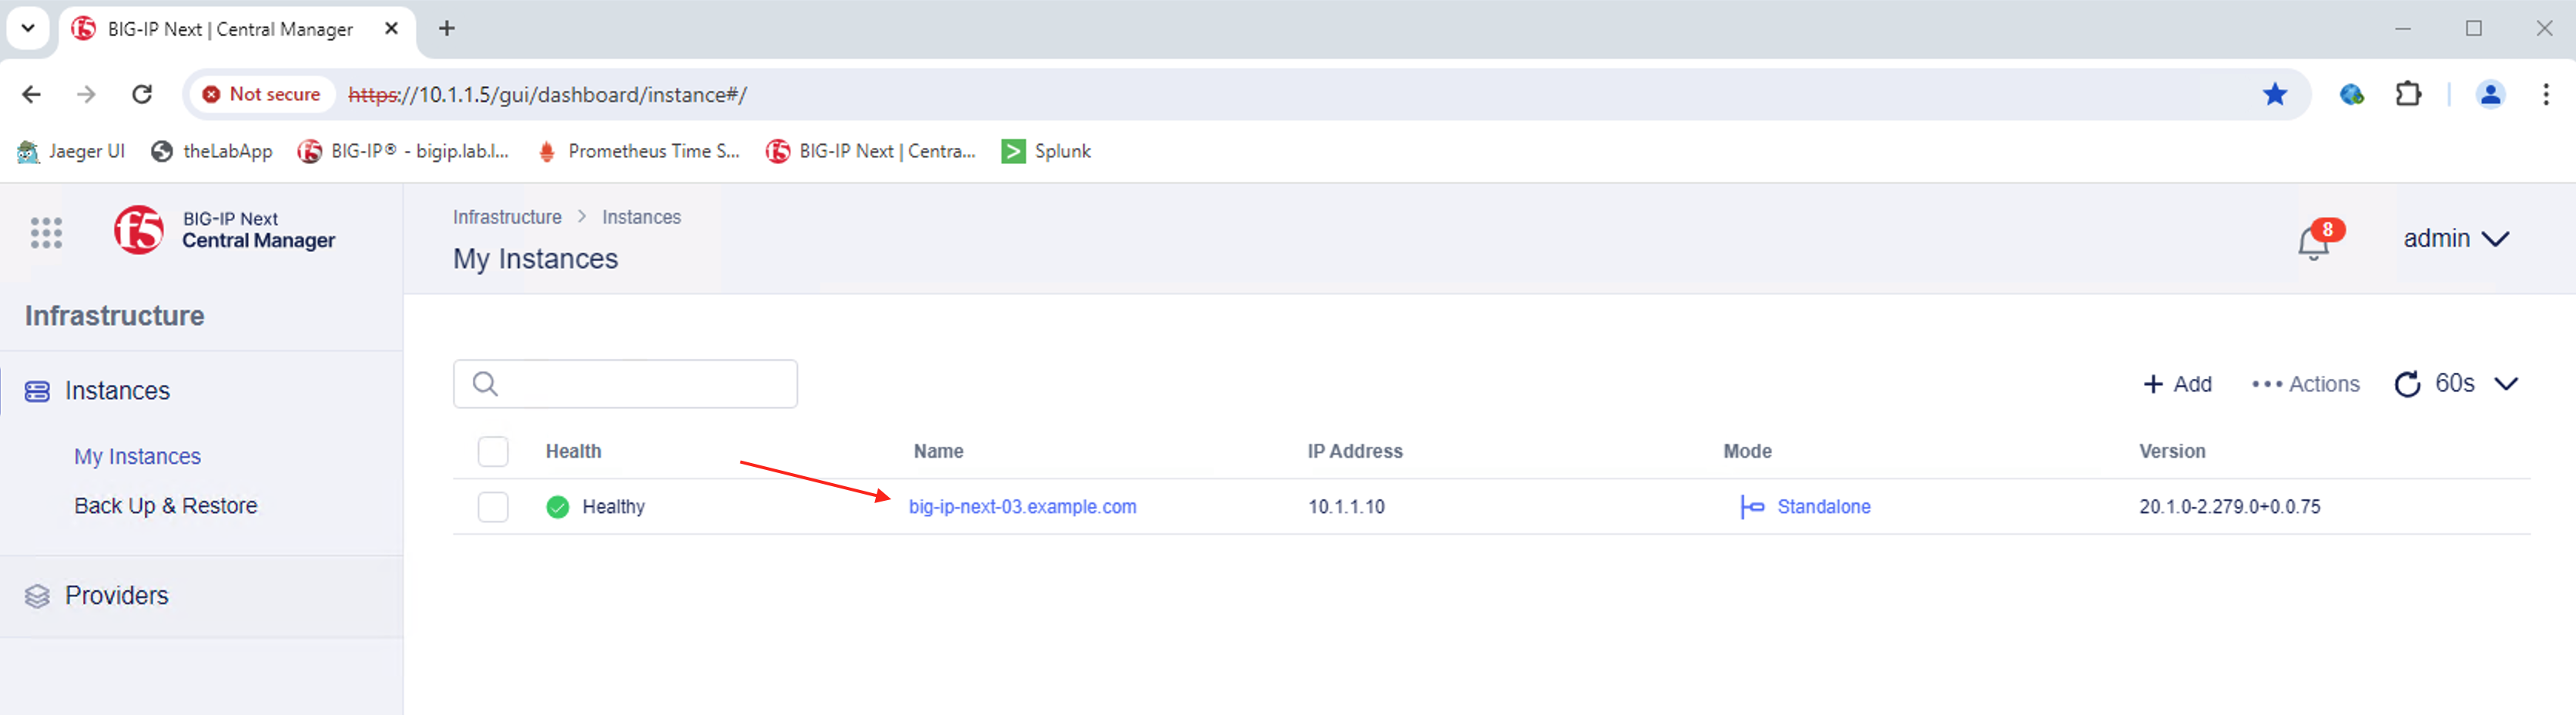 BIG-IP Next | Central Manager
Not secure https://10.1.1.5/gui/dashboard/instance#/
Jaeger UI theLabApp BIG-IP® - bigip.lab.l... Prometheus Time S... BIG-IP Next | Centra... Splunk
f5 BIG-IP Next
Central Manager
Infrastructure > Instances
My Instances
8
admin
Infrastructure
Instances
My Instances
Back Up & Restore
Providers
+ Add ••• Actions 60s
Health Name IP Address Mode Version
Healthy big-ip-next-03.example.com 10.1.1.10 Standalone 20.1.0-2.279.0+0.0.75